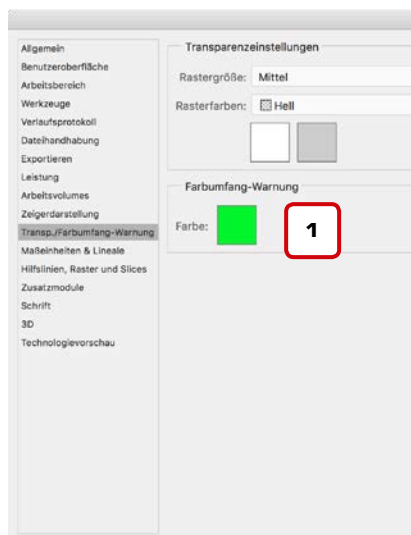 Allgemein
Benutzeroberfläche
Arbeitsbereich
Werkzeuge
Verlaufsprotokoll
Dateihandhabung
Exportieren
Leistung
Arbeitsvolumes
Zeigerdarstellung
Transp./Farbumfang-Warnung
Maßeinheiten & Lineale
Hilfslinien, Raster und Slices
Zusatzmodule
Schrift
3D
Technologievorschau
Transparenzeinstellungen
Rastergröße: Mittel
Rasterfarben: Hell
Farbumfang-Warnung
Farbe:
1